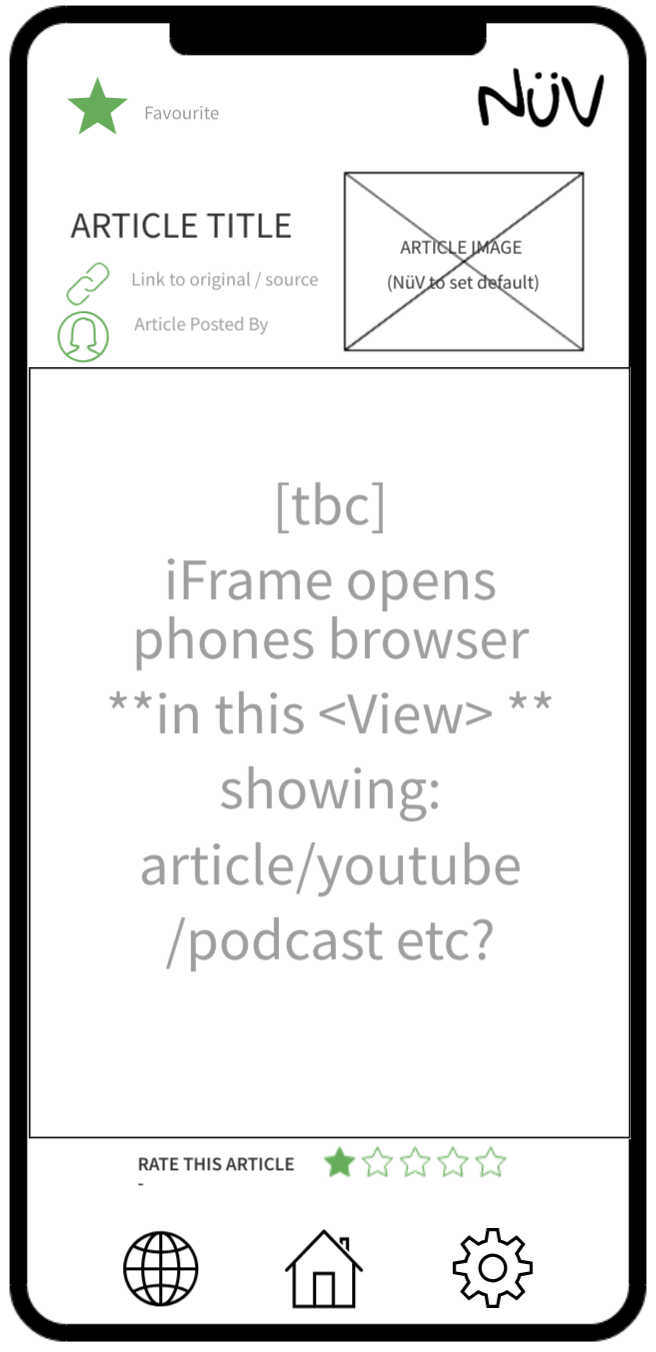 Favourite
NüV
ARTICLE TITLE
Link to original / source
Article Posted By
ARTICLE IMAGE
(NüV to set default)
[tbc]
iFrame opens
phones browser
**in this <View> **
showing:
article/youtube
/podcast etc?
RATE THIS ARTICLE
-